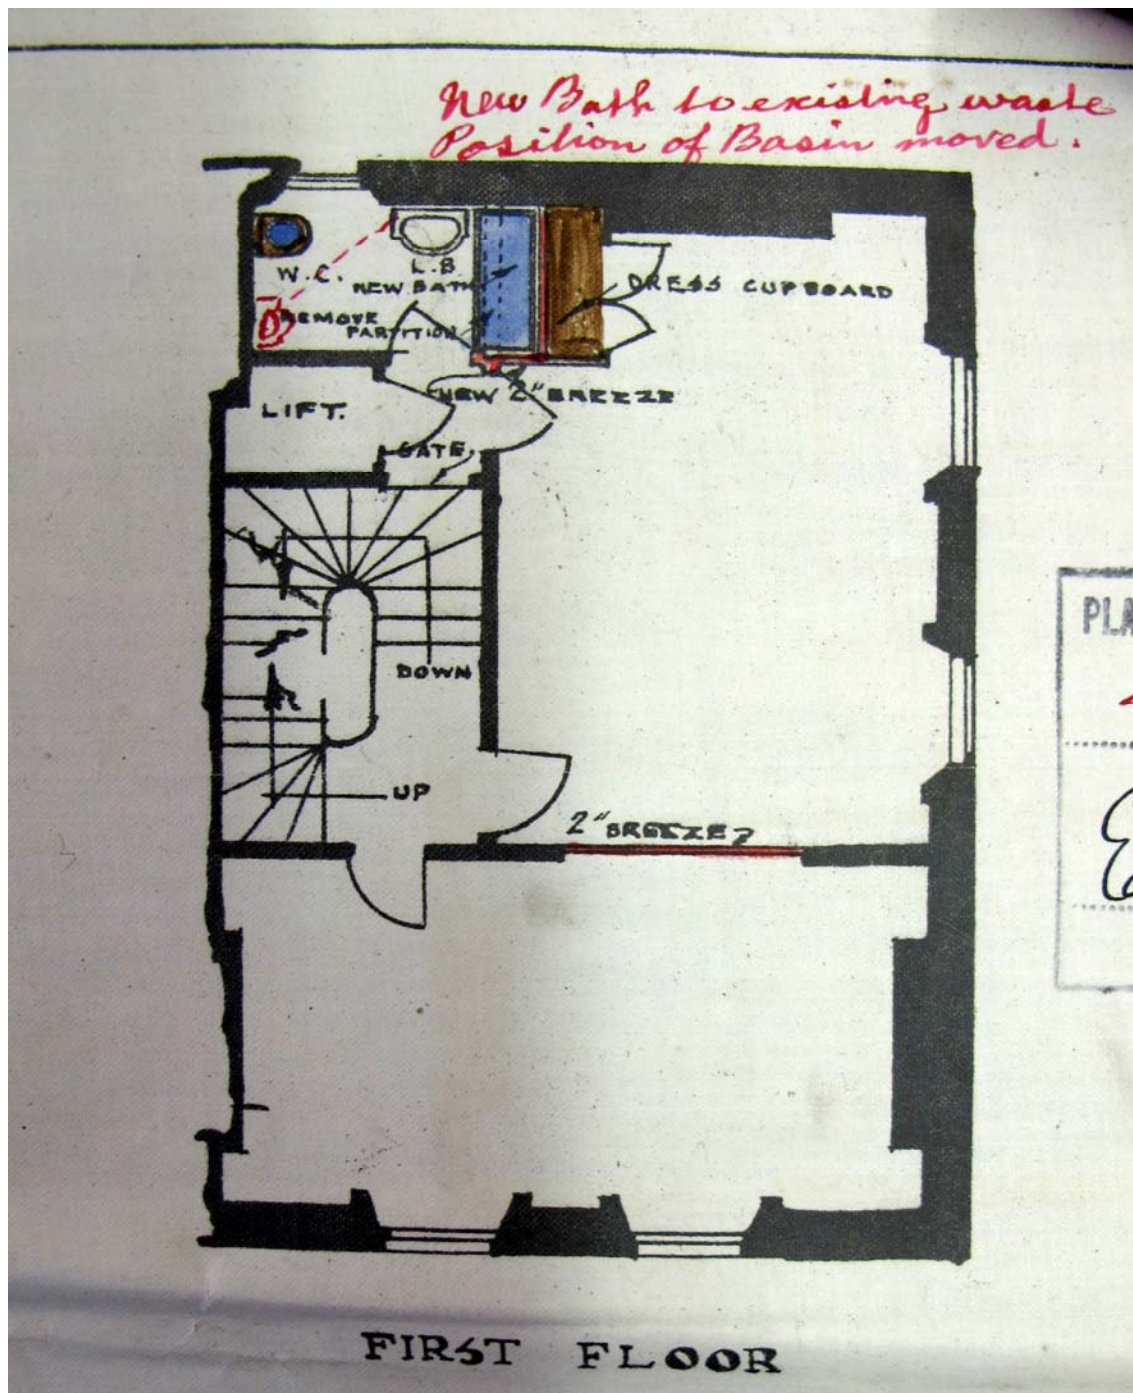 New Bath to existing waste
Position of Basin moved.
W.C.
L.B
NEW BATH
DRESS CUPBOARD
REMOVE
PARTITION
NEW 2" BREEZE
LIFT.
GATE.
DOWN
UP
2" BREEZE
PLA
FIRST FLOOR